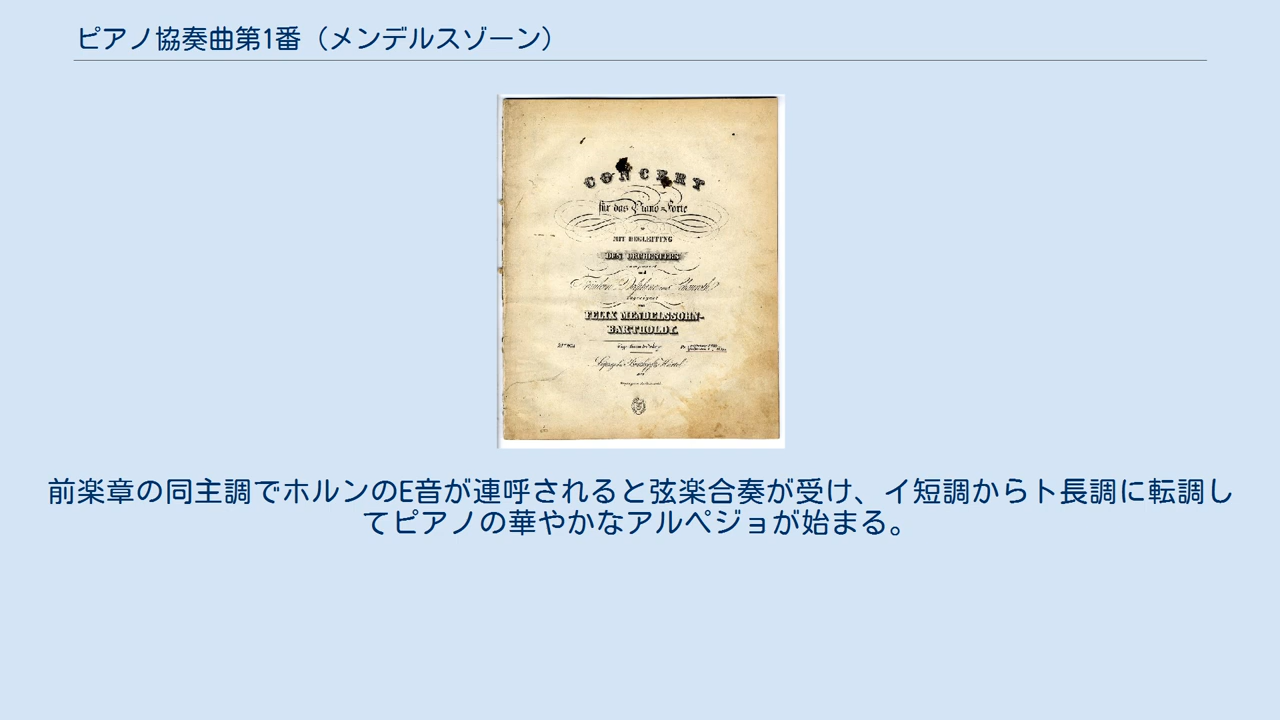 ピアノ協奏曲第1番（メンデルスゾーン）
CONCERT
für das Piano-Forte
MIT BEGLEITUNG
DES ORCHESTERS
FELIX MENDELSSOHN-
BARTHOLDY.
前楽章の同主調でホルンのE音が連呼されると弦楽合奏が受け、イ短調からト長調に転調し
てピアノの華やかなアルペジョが始まる。